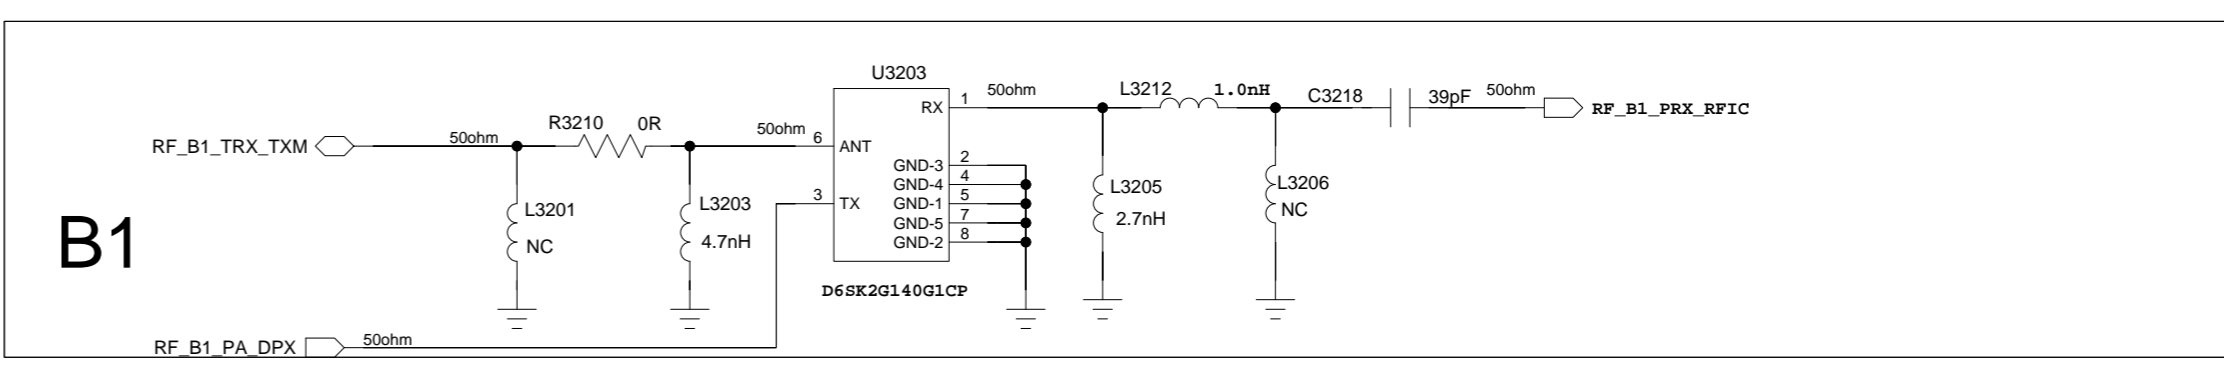 U3203
L3212 1.0nH
50ohm
C3218 39pF 50ohm
RX 1
RF_B1_PRX_RFIC
R3210 0R
50ohm
50ohm 6
RF_B1_TRX_TXM
ANT
GND-3 2
GND-4 4
GND-1 5
GND-5 7
GND-2 8
3 TX
L3201
NC
L3203
4.7nH
L3205
2.7nH
L3206
NC
B1
D6SK2G140G1CP
RF_B1_PA_DPX
50ohm